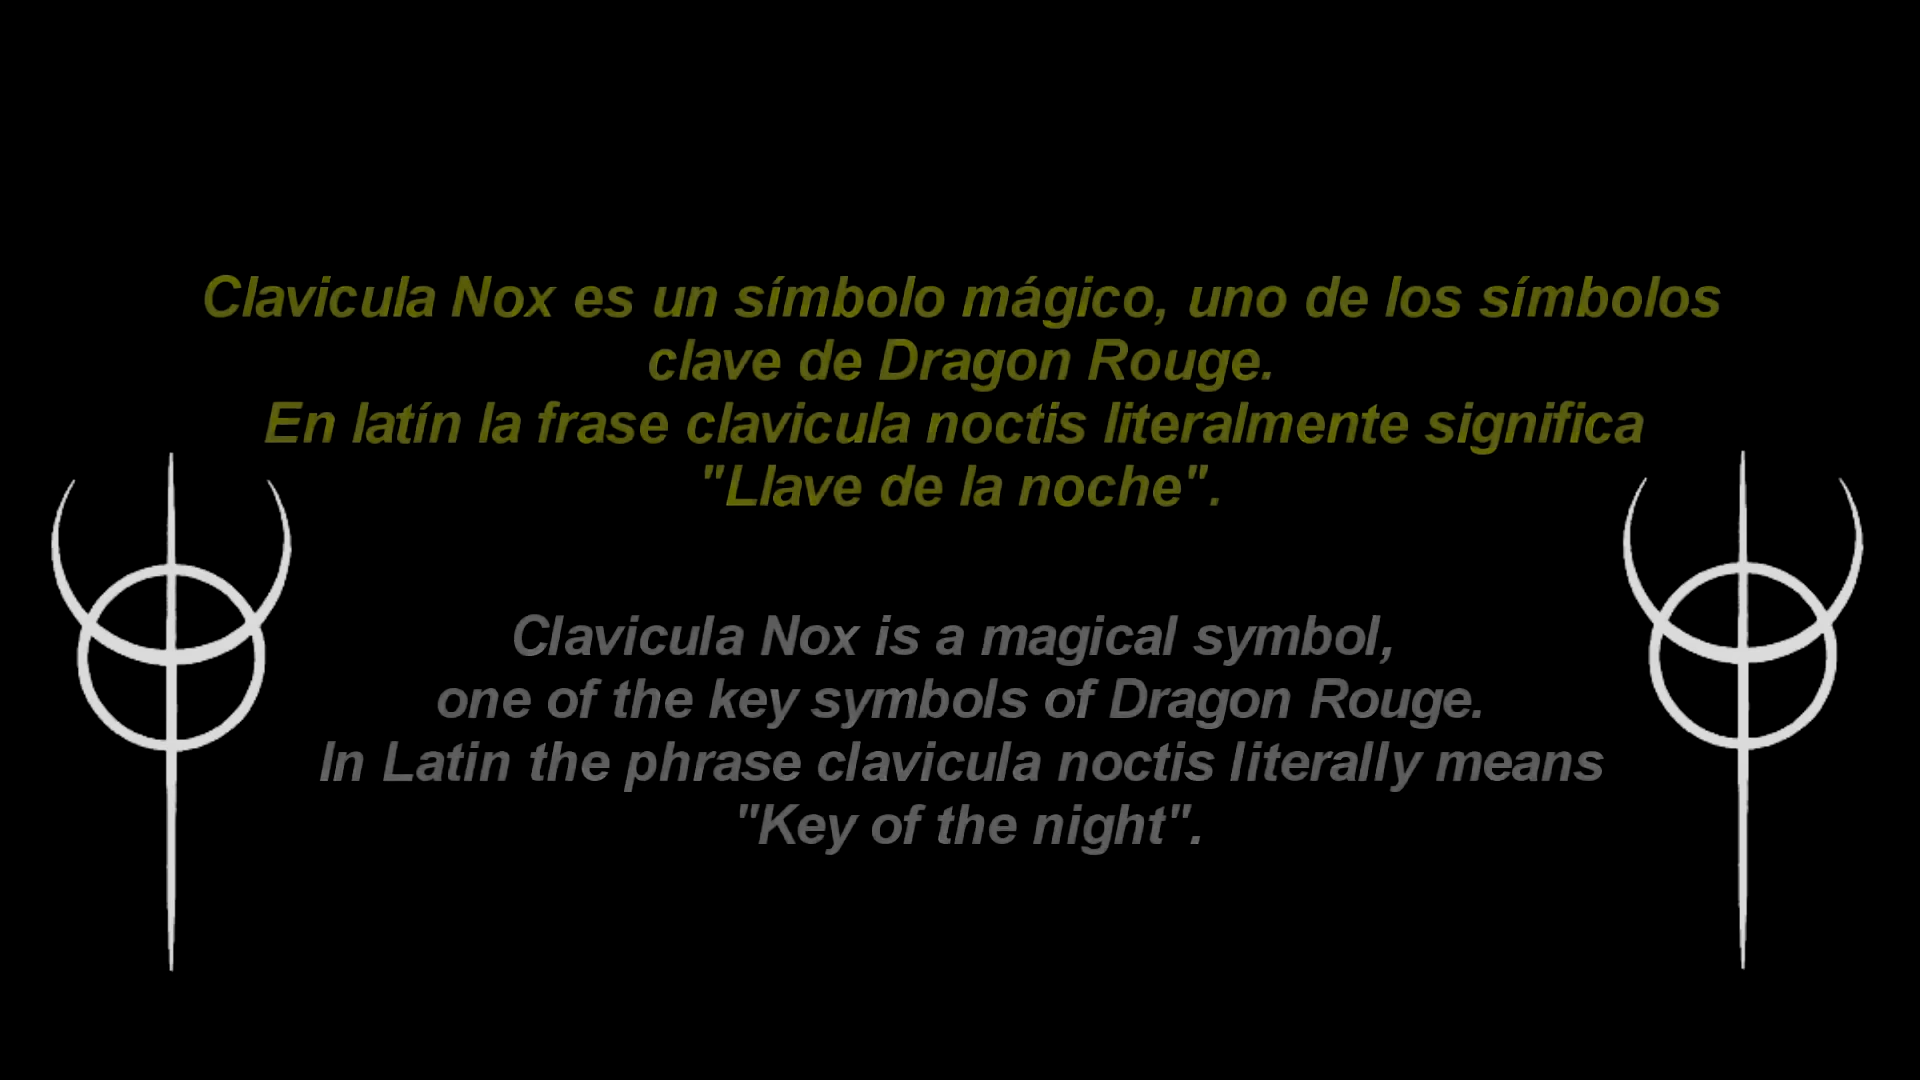 Clavicula Nox es un símbolo mágico, uno de los símbolos
clave de Dragon Rouge.
En latín la frase clavicula noctis literalmente significa
"Llave de la noche".
Clavicula Nox is a magical symbol,
one of the key symbols of Dragon Rouge.
In Latin the phrase clavicula noctis literally means
"Key of the night".